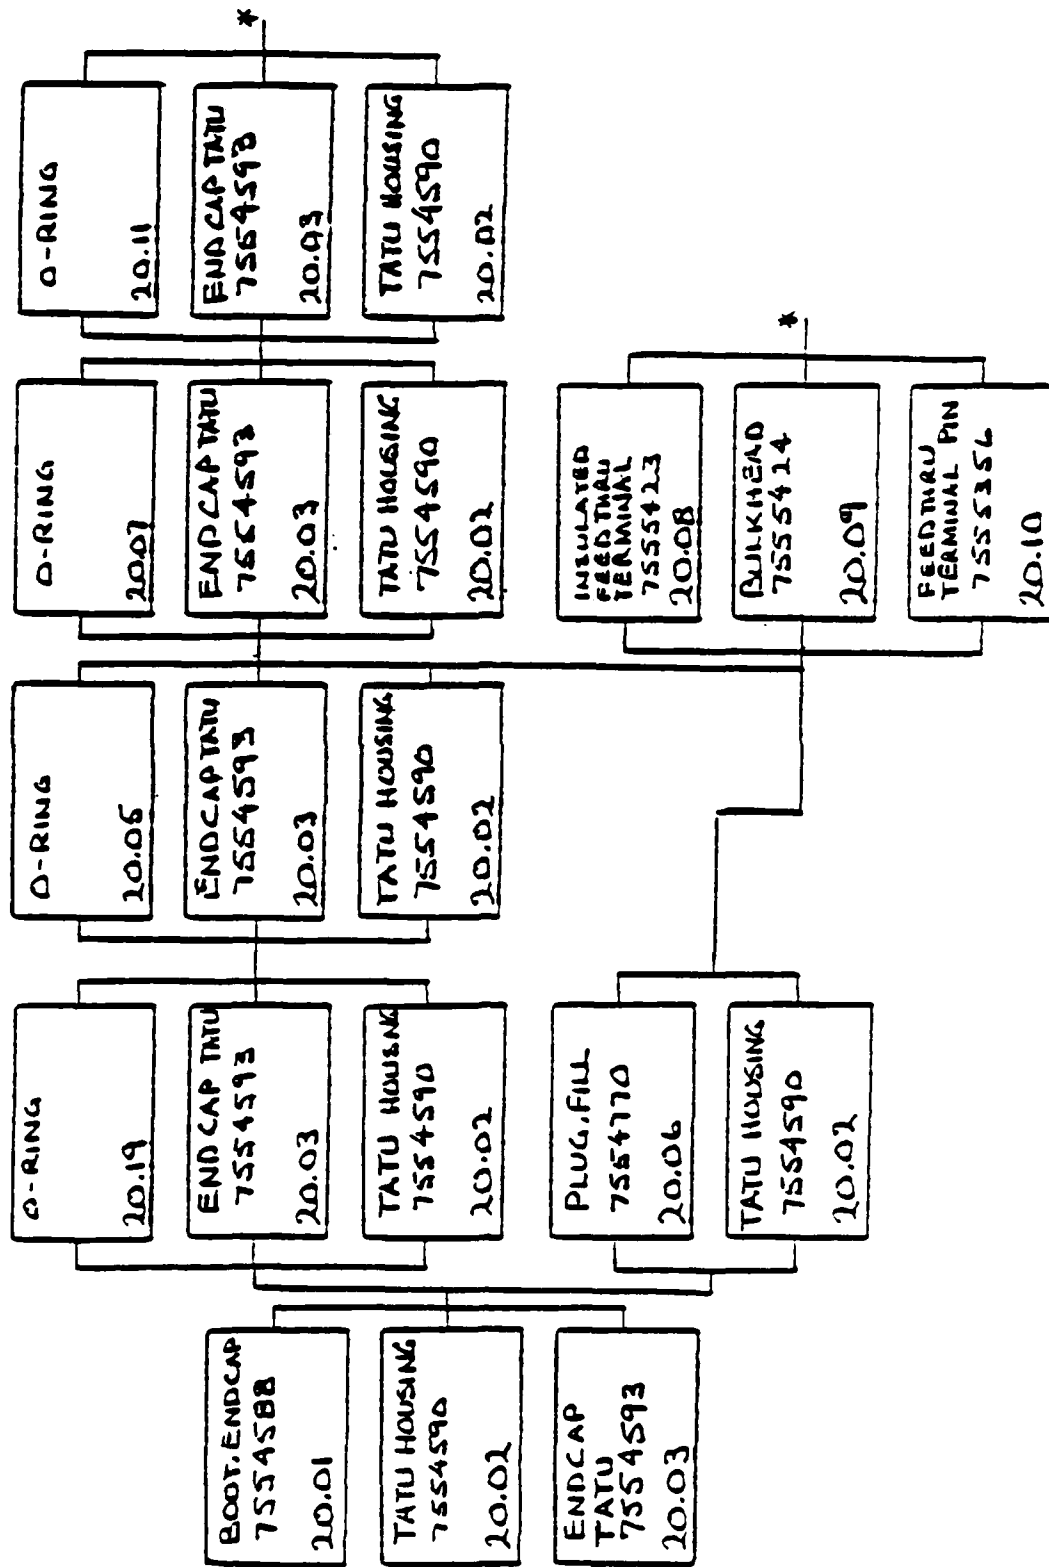 BOOT, ENDCAP
7554588
20.01
TATU HOUSING
7554590
20.02
ENDCAP
TATU
7554593
20.03
O-RING
20.19
END CAP TATU
7554593
20.03
TATU HOUSING
7554590
20.02
PLUG, FILL
7554770
20.06
TATU HOUSING
7554590
20.02
O-RING
20.05
ENDCAP TATU
7554593
20.03
TATU HOUSING
7554590
20.02
O-RING
20.07
ENDCAP TATU
7554593
20.03
TATU HOUSING
7554590
20.02
INSULATED
FEEDTHRU
TERMINAL
7555423
20.08
BULKHEAD
7555424
20.09
FEEDTHRU
TERMINAL PIN
7555356
20.10
*
O-RING
20.11
END CAP TATU
7554593
20.03
TATU HOUSING
7554590
20.02
*